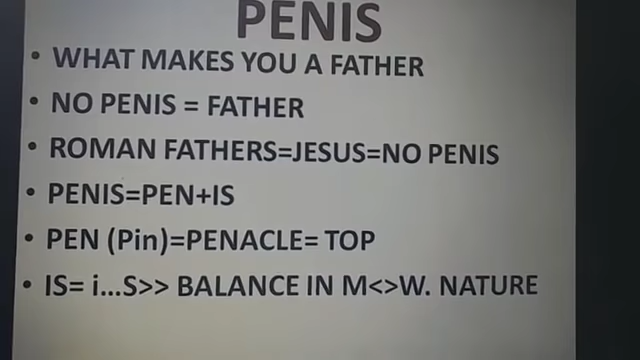 PENIS
• WHAT MAKES YOU A FATHER
• NO PENIS = FATHER
• ROMAN FATHERS=JESUS=NO PENIS
• PENIS=PEN+IS
• PEN (Pin)=PENACLE= TOP
• IS= i...S>> BALANCE IN M<>W. NATURE